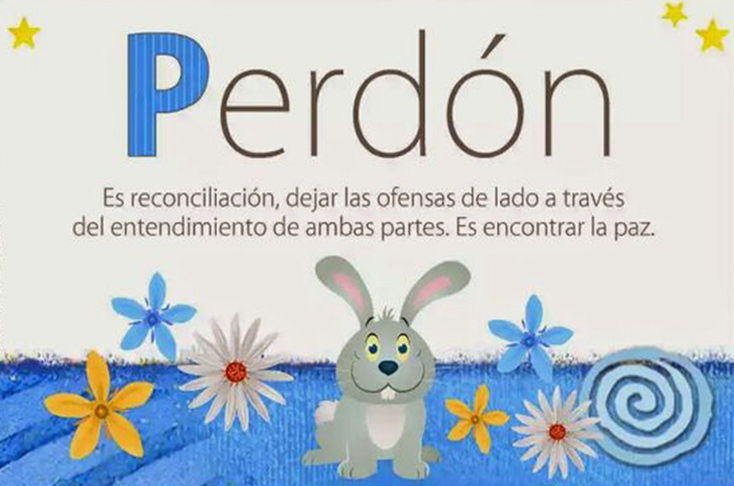 Perdón
Es reconciliación, dejar las ofensas de lado a través
del entendimiento de ambas partes. Es encontrar la paz.